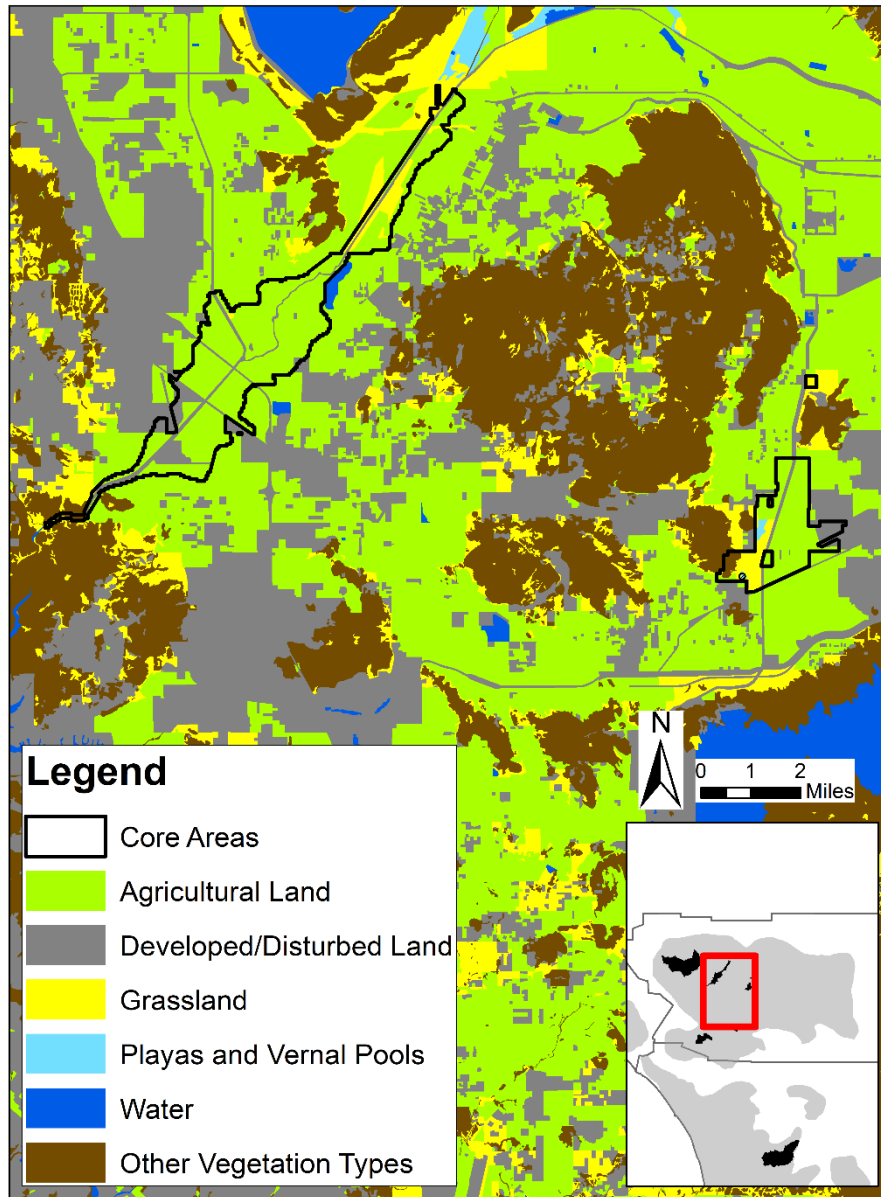 N
0 1 2
Miles
Legend
Core Areas
Agricultural Land
Developed/Disturbed Land
Grassland
Playas and Vernal Pools
Water
Other Vegetation Types